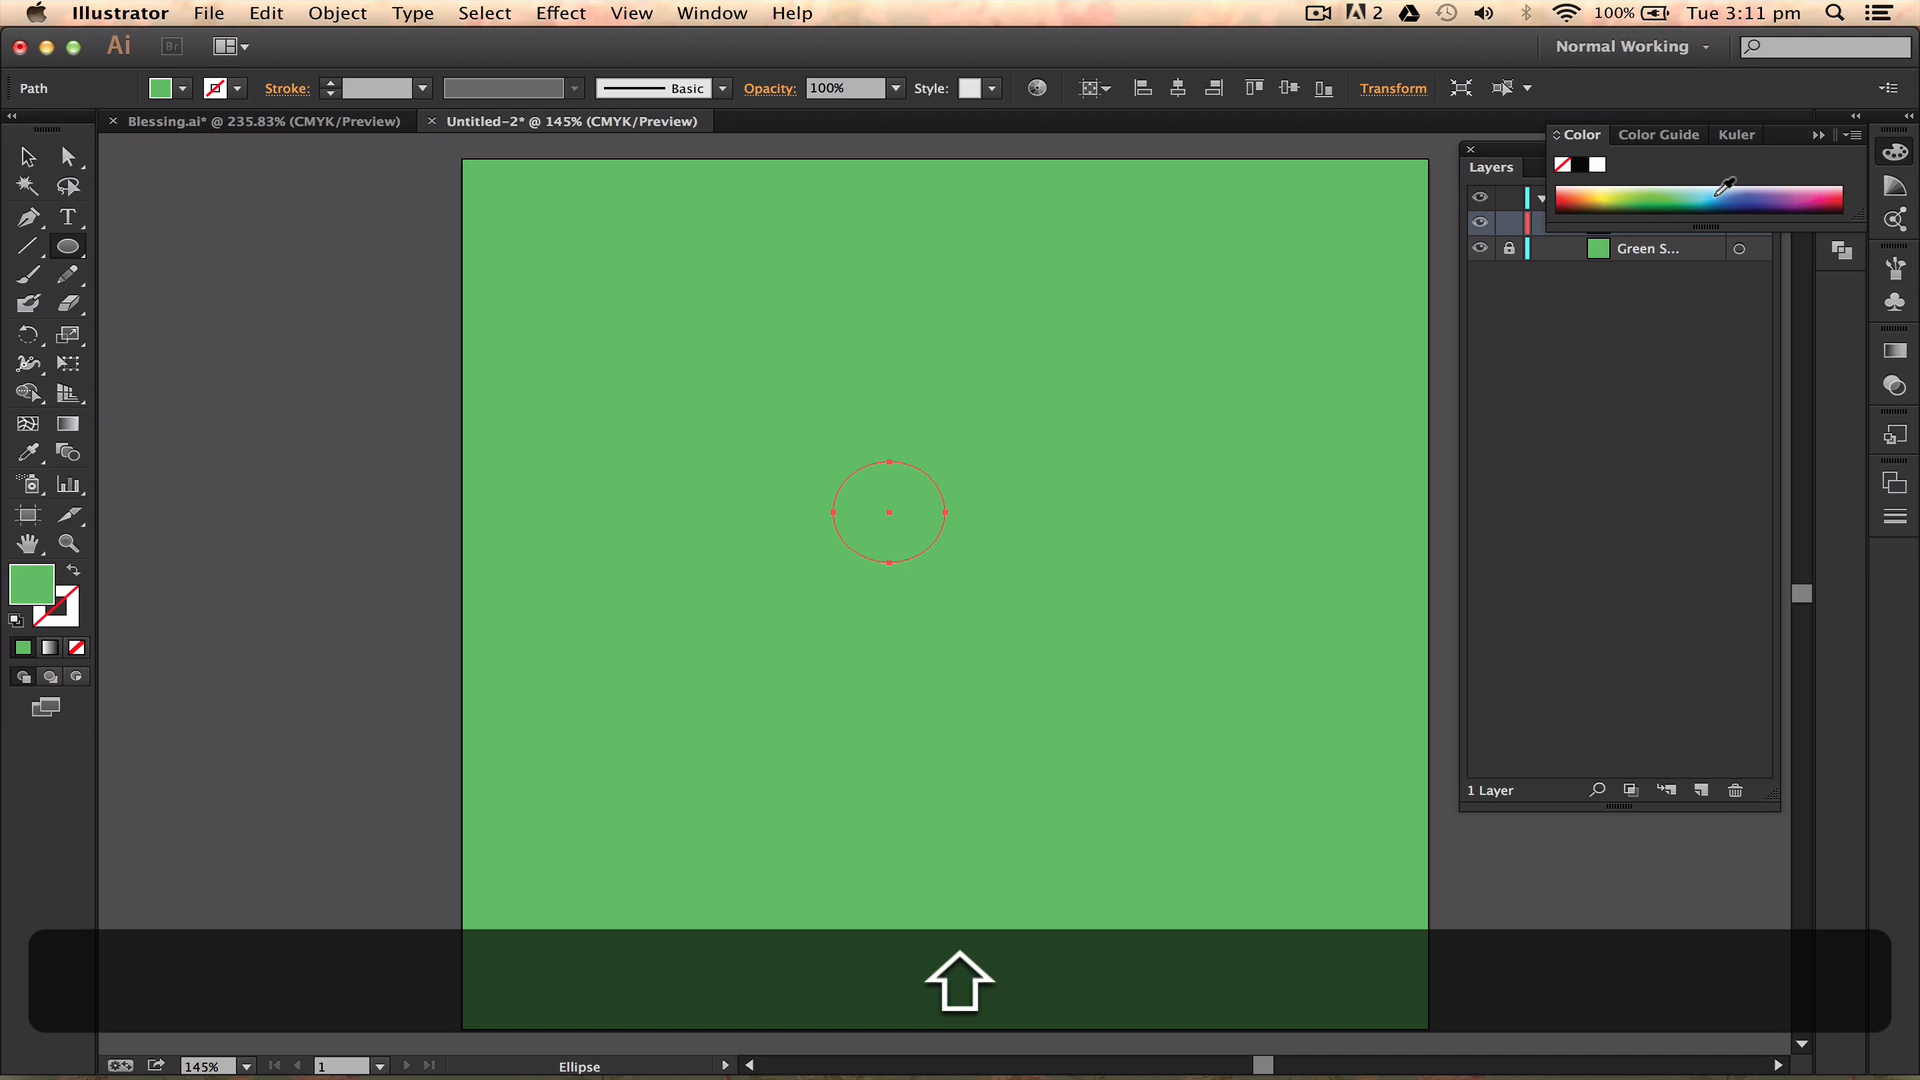 Illustrator File Edit Object Type Select Effect View Window Help 2 100% Tue 3:11 pm
Ai Br Normal Working
Path Stroke: Basic Opacity: 100% Style: Transform
× Blessing.ai* @ 235.83% (CMYK/Preview) × Untitled-2* @ 145% (CMYK/Preview)
Color Color Guide Kuler
Layers
Green S...
1 Layer
145% 1 Ellipse